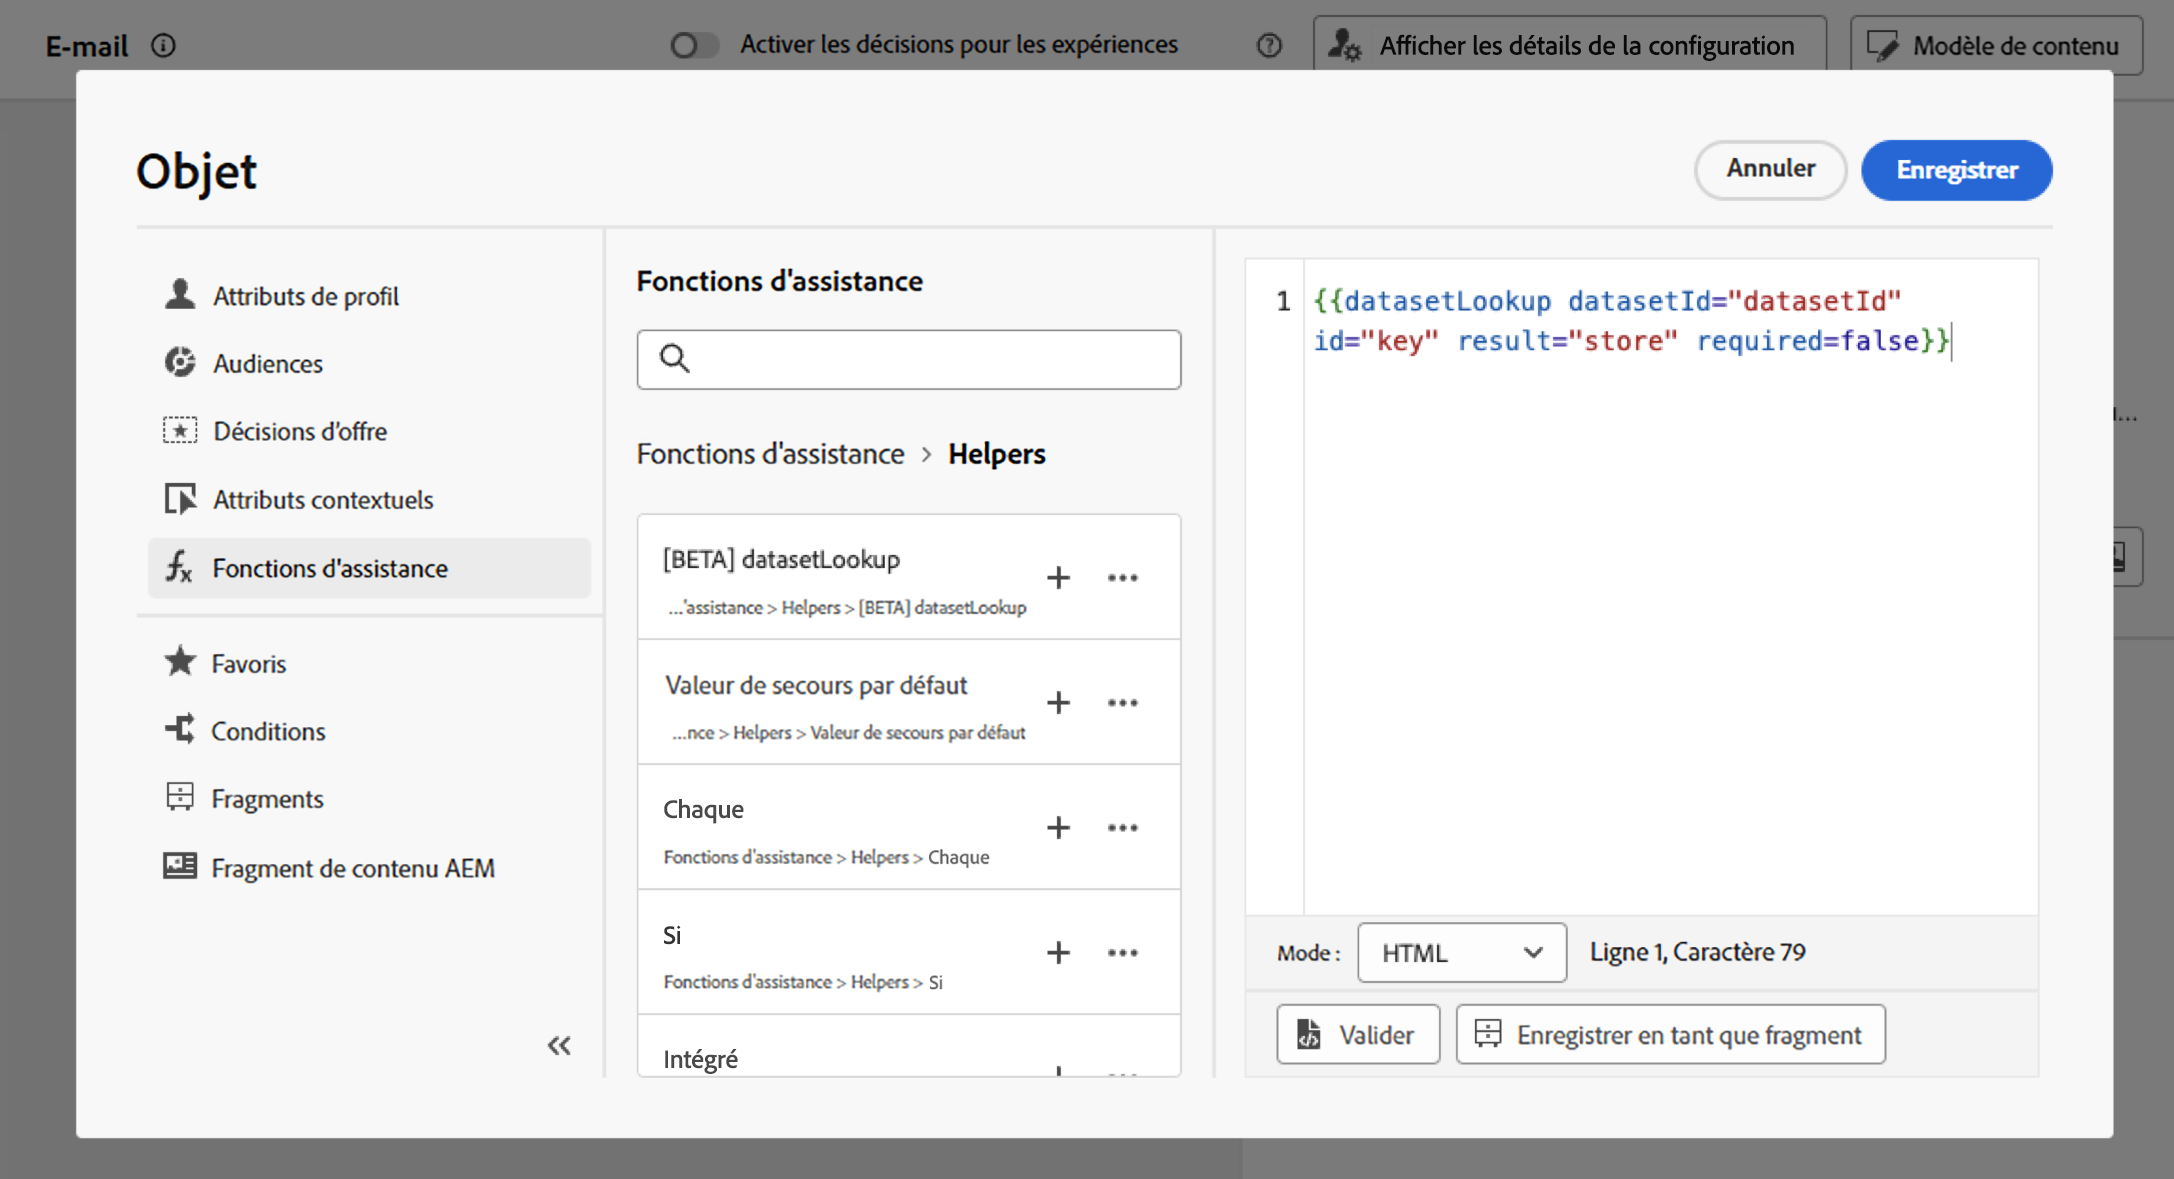 E-mail
Activer les décisions pour les expériences
Afficher les détails de la configuration
Modèle de contenu
Objet
Annuler
Enregistrer
Attributs de profil
Audiences
Décisions d'offre
Attributs contextuels
Fonctions d'assistance
Favoris
Conditions
Fragments
Fragment de contenu AEM
Fonctions d'assistance
Fonctions d'assistance > Helpers
[BETA] datasetLookup
...'assistance > Helpers > [BETA] datasetLookup
Valeur de secours par défaut
...nce > Helpers > Valeur de secours par défaut
Chaque
Fonctions d'assistance > Helpers > Chaque
Si
Fonctions d'assistance > Helpers > Si
Intégré
1 {{datasetLookup datasetId="datasetId"
id="key" result="store" required=false}}
Mode : HTML Ligne 1, Caractère 79
Valider
Enregistrer en tant que fragment